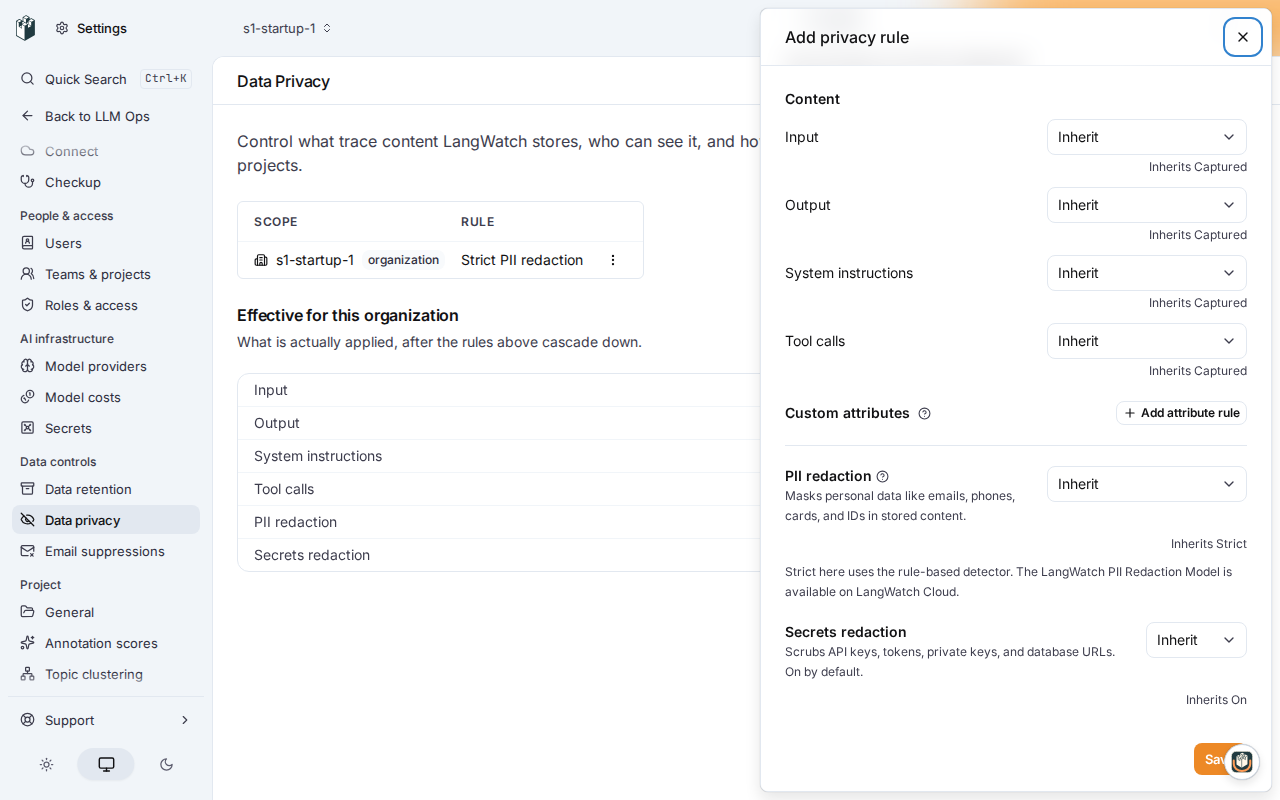 Settings
s1-startup-1
Quick Search Ctrl+K
Back to LLM Ops
Connect
Checkup
People & access
Users
Teams & projects
Roles & access
AI infrastructure
Model providers
Model costs
Secrets
Data controls
Data retention
Data privacy
Email suppressions
Project
General
Annotation scores
Topic clustering
Support
Data Privacy
Control what trace content LangWatch stores, who can see it, and
projects.
SCOPE RULE
s1-startup-1 organization Strict PII redaction
Effective for this organization
What is actually applied, after the rules above cascade down.
Input
Output
System instructions
Tool calls
PII redaction
Secrets redaction
Add privacy rule
Content
Input Inherit
Inherits Captured
Output Inherit
Inherits Captured
System instructions Inherit
Inherits Captured
Tool calls Inherit
Inherits Captured
Custom attributes Add attribute rule
PII redaction Inherit
Masks personal data like emails, phones,
cards, and IDs in stored content.
Inherits Strict
Strict here uses the rule-based detector. The LangWatch PII Redaction Model is
available on LangWatch Cloud.
Secrets redaction Inherit
Scrubs API keys, tokens, private keys, and database URLs.
On by default.
Inherits On